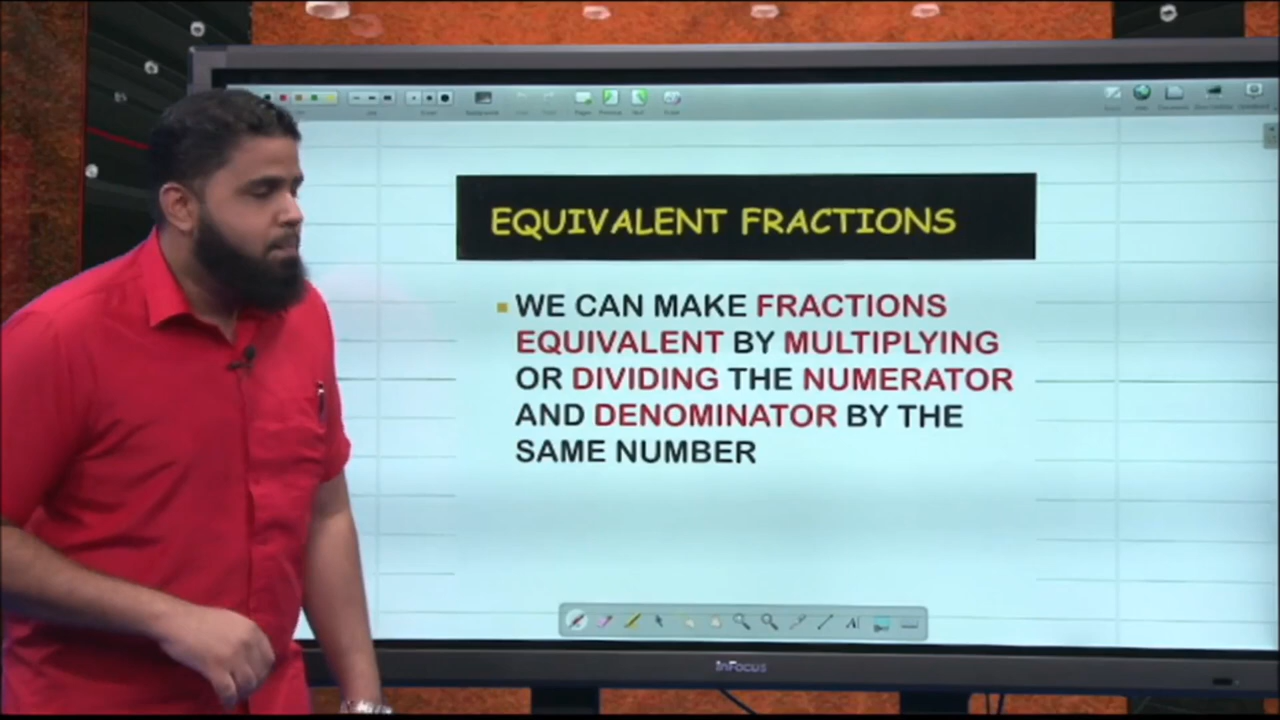 EQUIVALENT FRACTIONS
WE CAN MAKE FRACTIONS
EQUIVALENT BY MULTIPLYING
OR DIVIDING THE NUMERATOR
AND DENOMINATOR BY THE
SAME NUMBER
InFocus